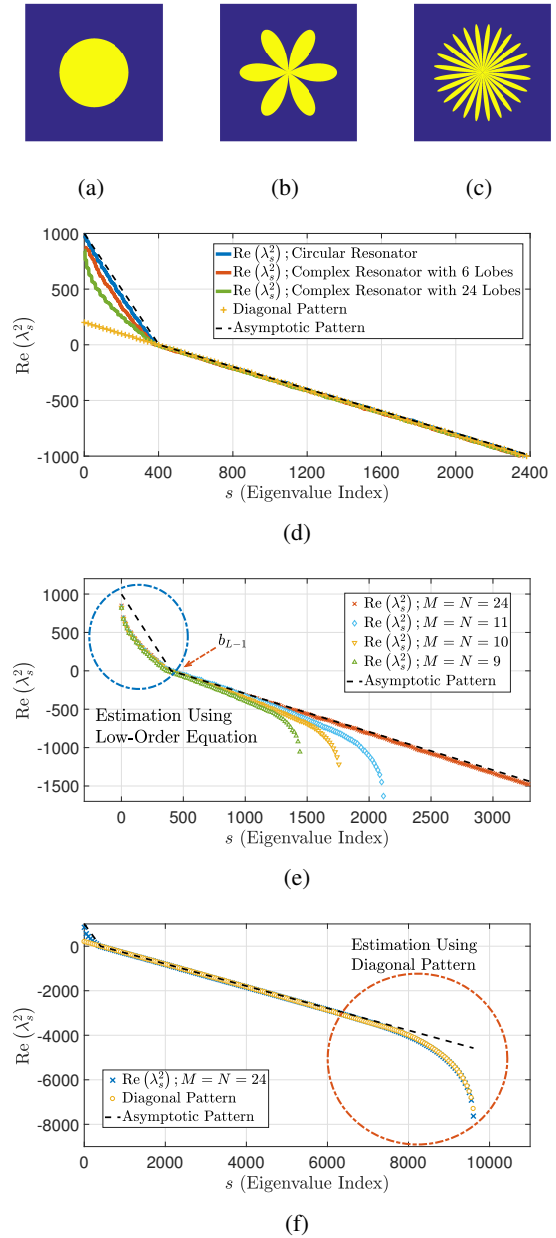 (a)
(b)
(c)
1000
500
0
-500
-1000
Re (λ_s^2)
Re (λ_s^2) ; Circular Resonator
Re (λ_s^2) ; Complex Resonator with 6 Lobes
Re (λ_s^2) ; Complex Resonator with 24 Lobes
Diagonal Pattern
Asymptotic Pattern
0 400 800 1200 1600 2000 2400
s (Eigenvalue Index)
(d)
1000
500
0
-500
-1000
-1500
Re (λ_s^2)
Re (λ_s^2) ; M = N = 24
Re (λ_s^2) ; M = N = 11
Re (λ_s^2) ; M = N = 10
Re (λ_s^2) ; M = N = 9
Asymptotic Pattern
b_{L−1}
Estimation Using
Low-Order Equation
0 500 1000 1500 2000 2500 3000
s (Eigenvalue Index)
(e)
0
-2000
-4000
-6000
-8000
Re (λ_s^2)
Estimation Using
Diagonal Pattern
Re (λ_s^2) ; M = N = 24
Diagonal Pattern
Asymptotic Pattern
0 2000 4000 6000 8000 10000
s (Eigenvalue Index)
(f)